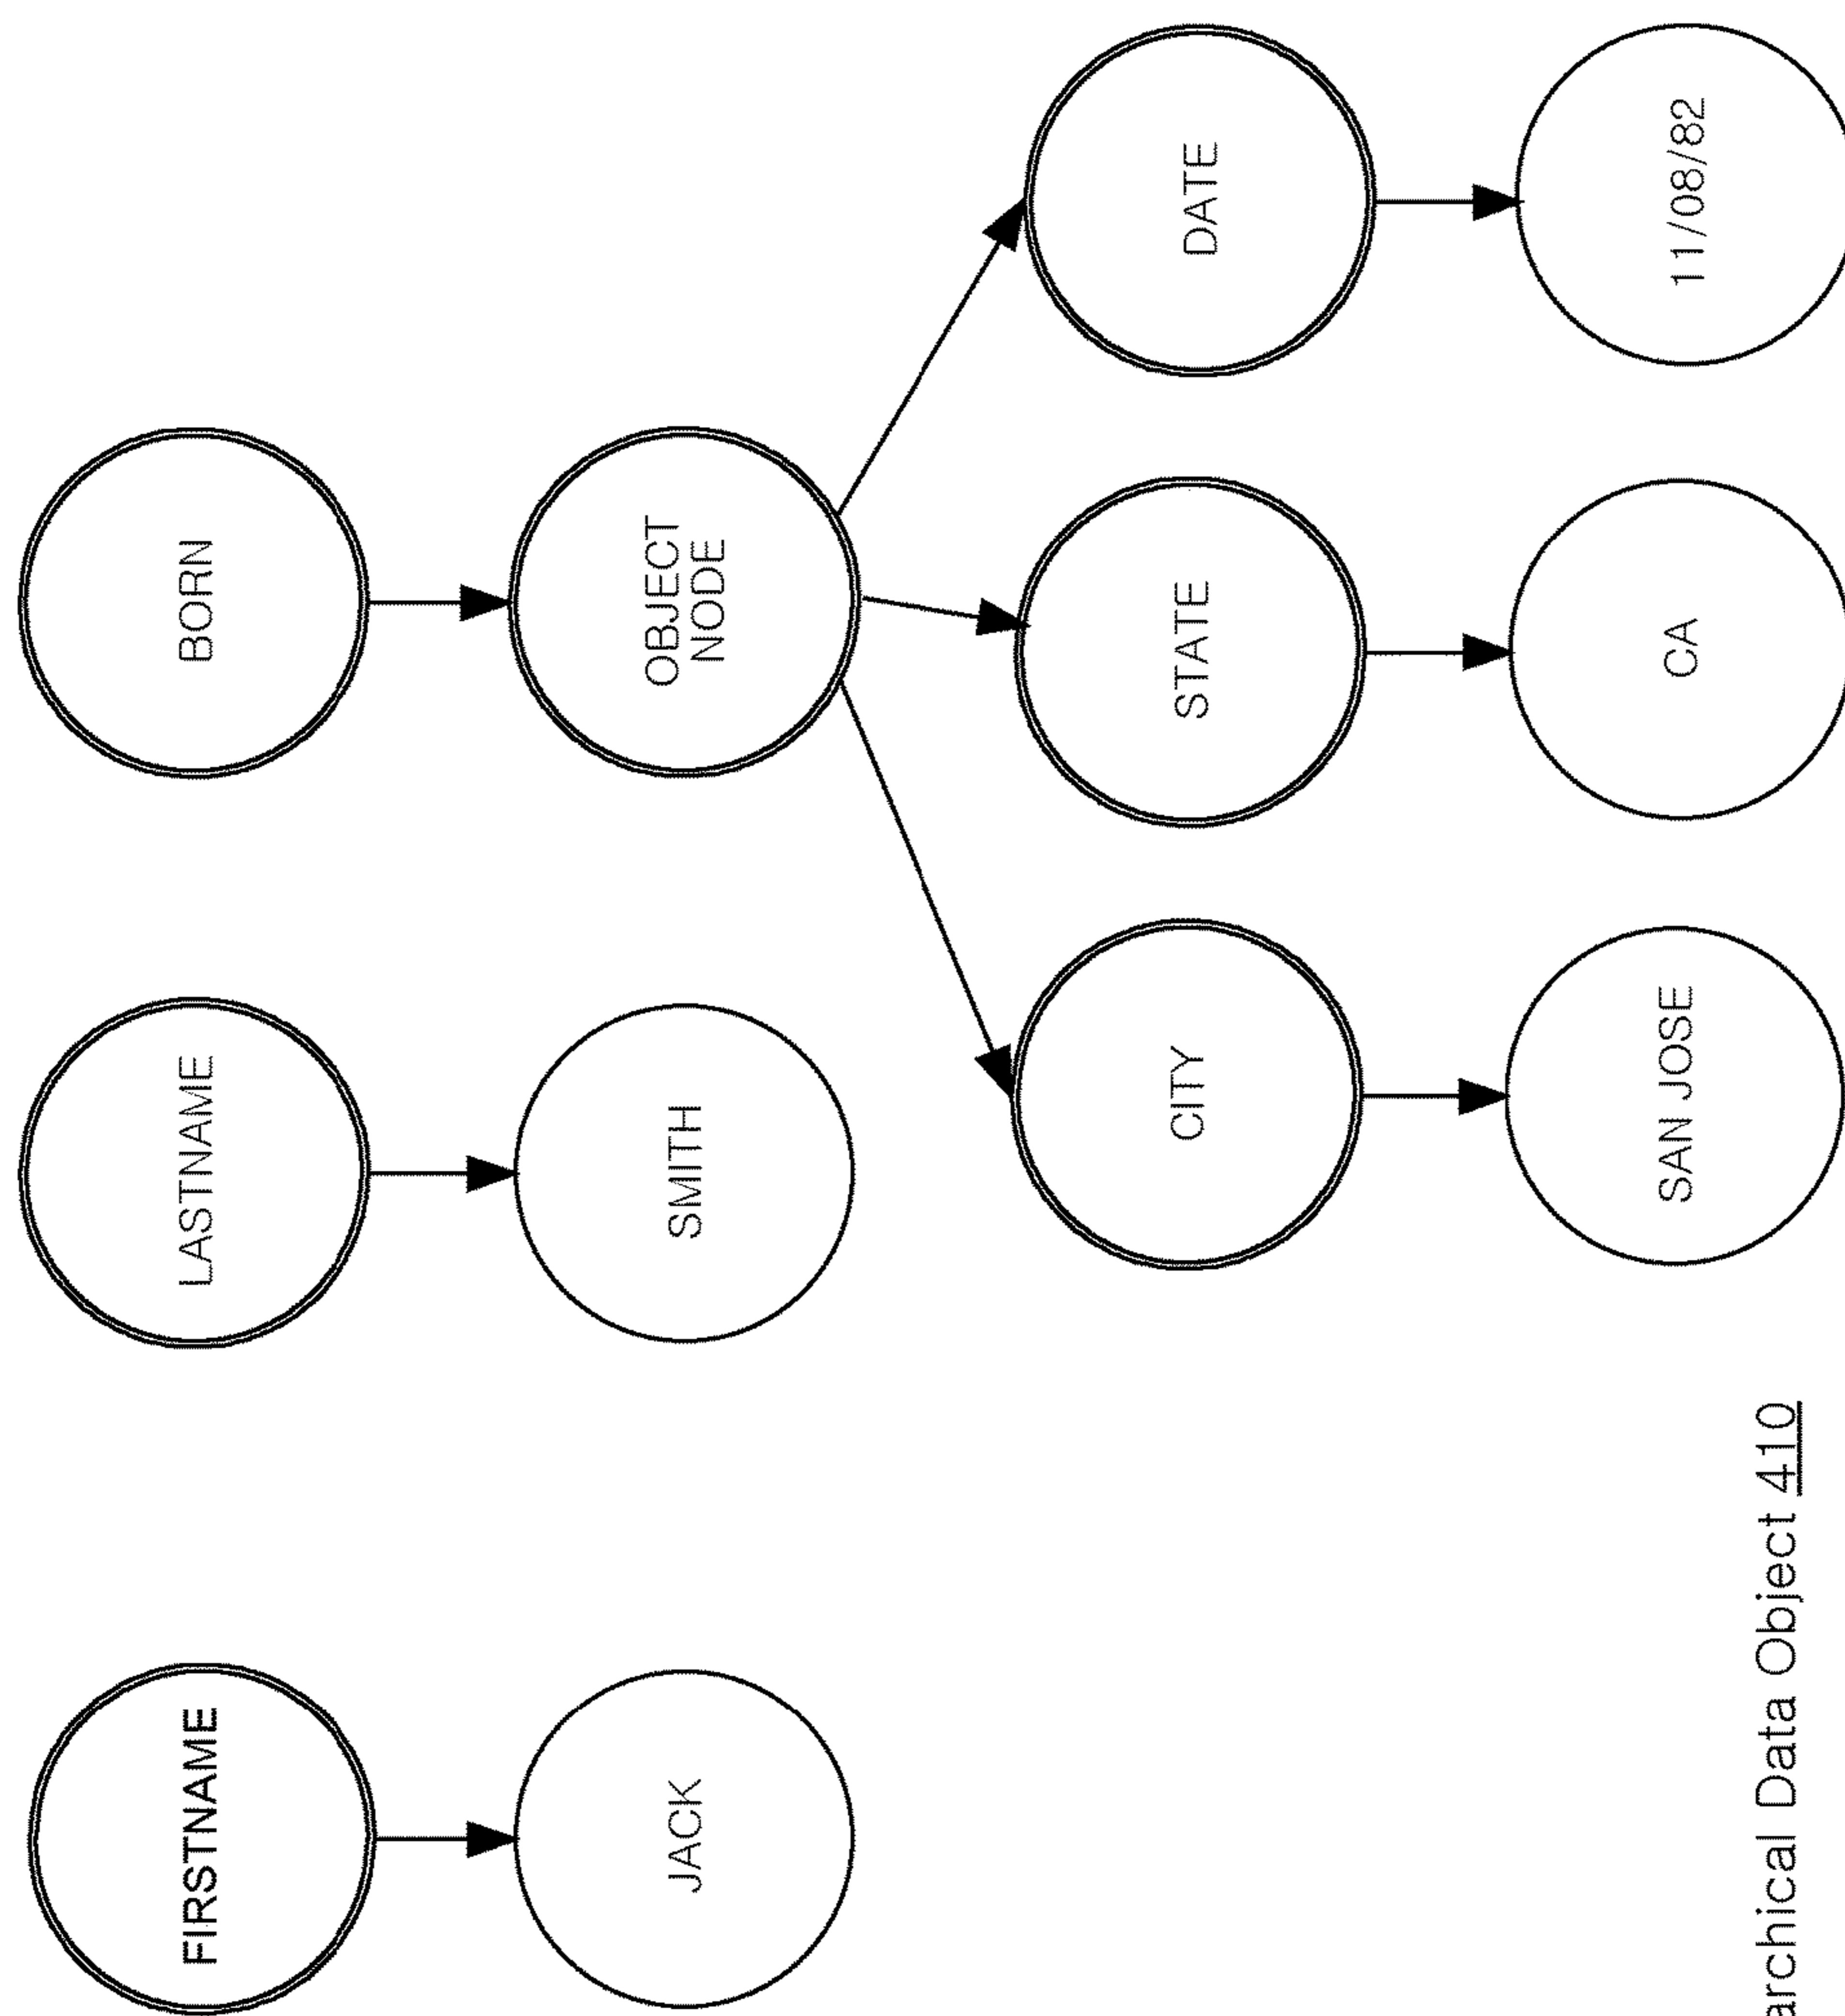 FIRSTNAME
LASTNAME
BORN
JACK
SMITH
OBJECT
NODE
CITY
STATE
DATE
SAN JOSE
CA
11/08/82
archical Data Object 410